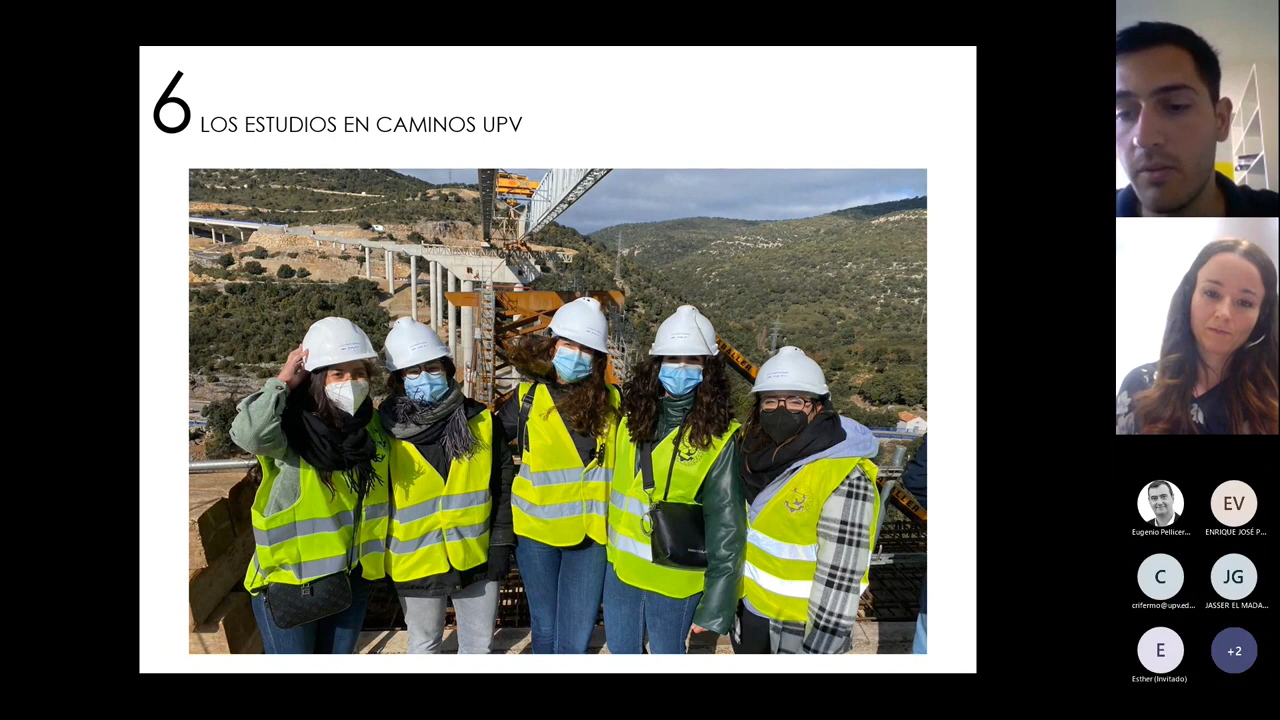 6 LOS ESTUDIOS EN CAMINOS UPV
Eugenio Pellicer...
EV
ENRIQUE JOSÉ P...
C
crifermo@upv.ed...
JG
JASSER EL MADA...
E
Esther (Invitado)
+2